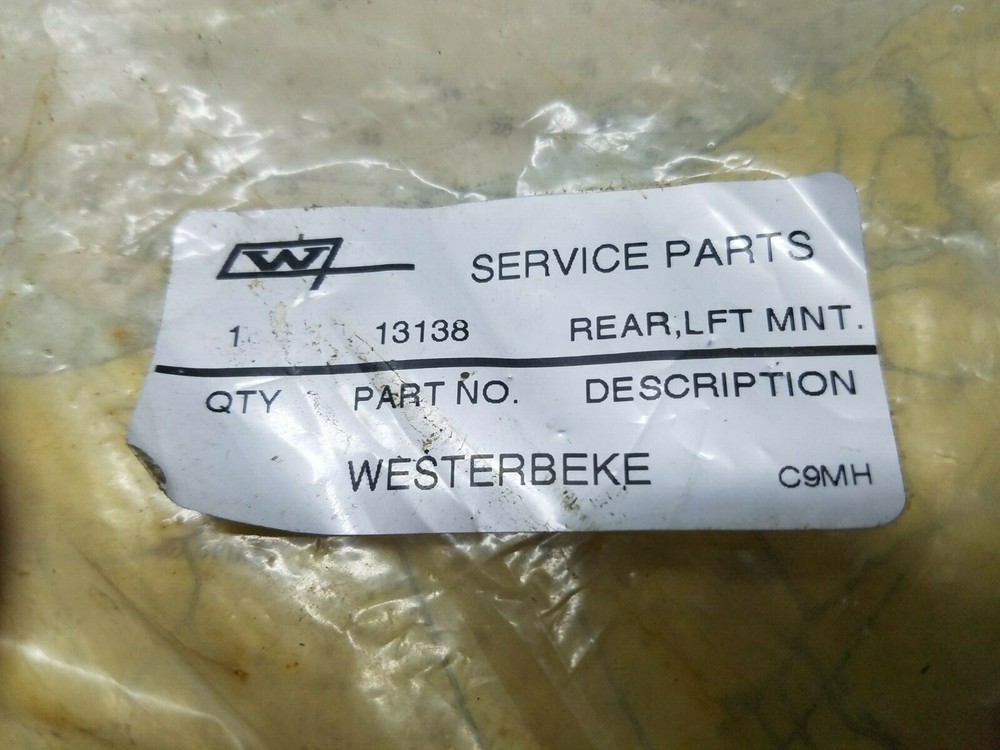 W
SERVICE PARTS
1 13138 REAR,LFT MNT.
QTY PART NO. DESCRIPTION
WESTERBEKE C9MH